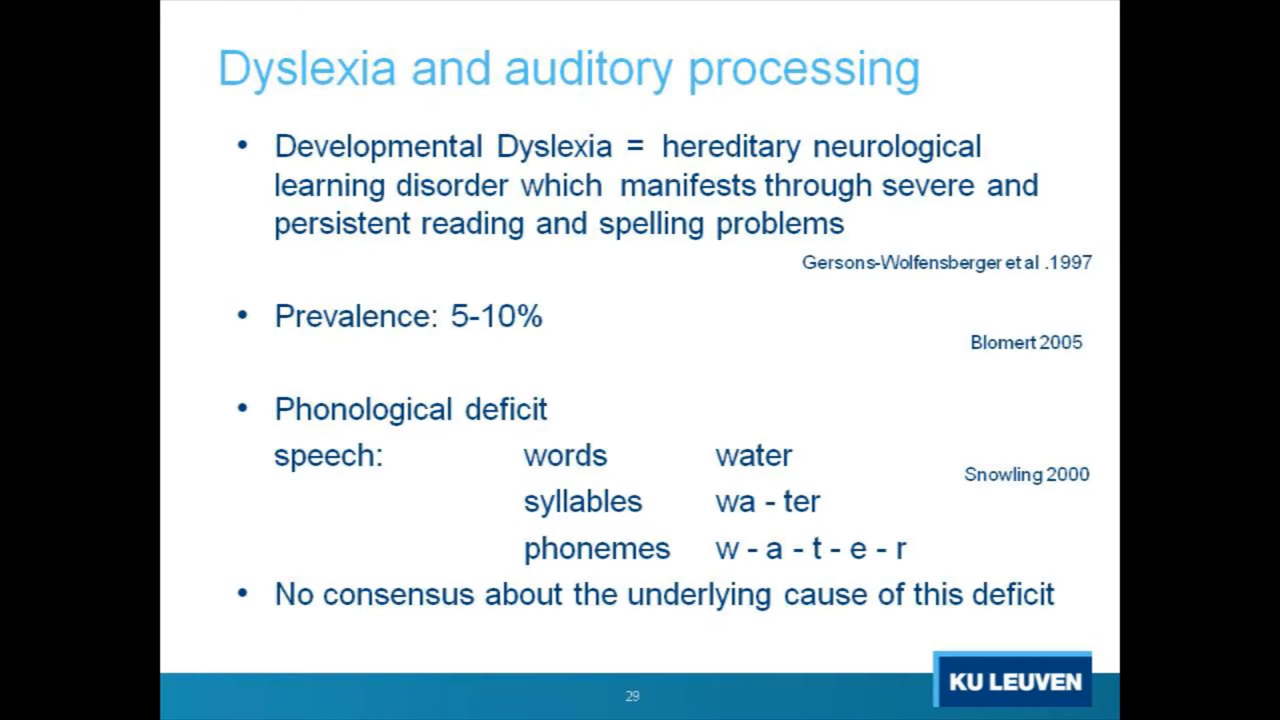 Dyslexia and auditory processing
• Developmental Dyslexia = hereditary neurological
learning disorder which manifests through severe and
persistent reading and spelling problems
Gersons-Wolfensberger et al .1997
• Prevalence: 5-10%
Blomert 2005
• Phonological deficit
speech: words water
Snowling 2000
syllables wa - ter
phonemes w - a - t - e - r
• No consensus about the underlying cause of this deficit
KU LEUVEN
29